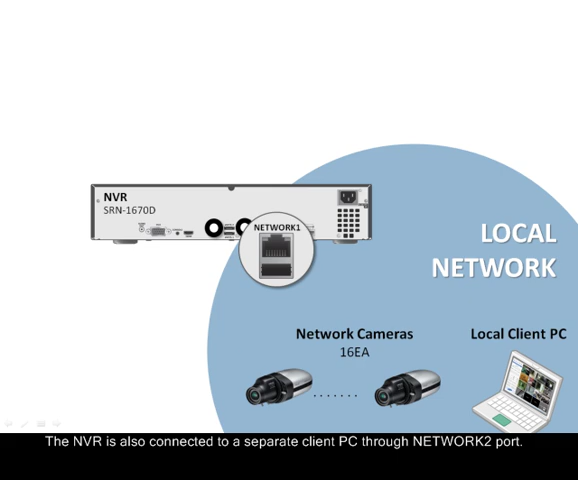 NVR
SRN-1670D
NETWORK1
LOCAL
NETWORK
Network Cameras
Local Client PC
16EA
The NVR is also connected to a separate client PC through NETWORK2 port.